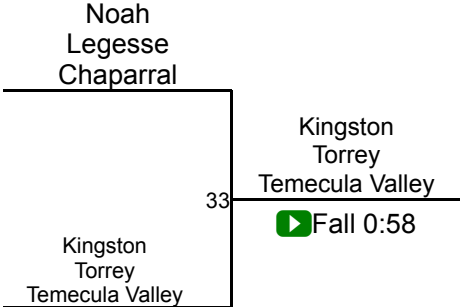 Noah
Legesse
Chaparral
Kingston
Torrey
Temecula Valley
33
Fall 0:58
Kingston
Torrey
Temecula Valley